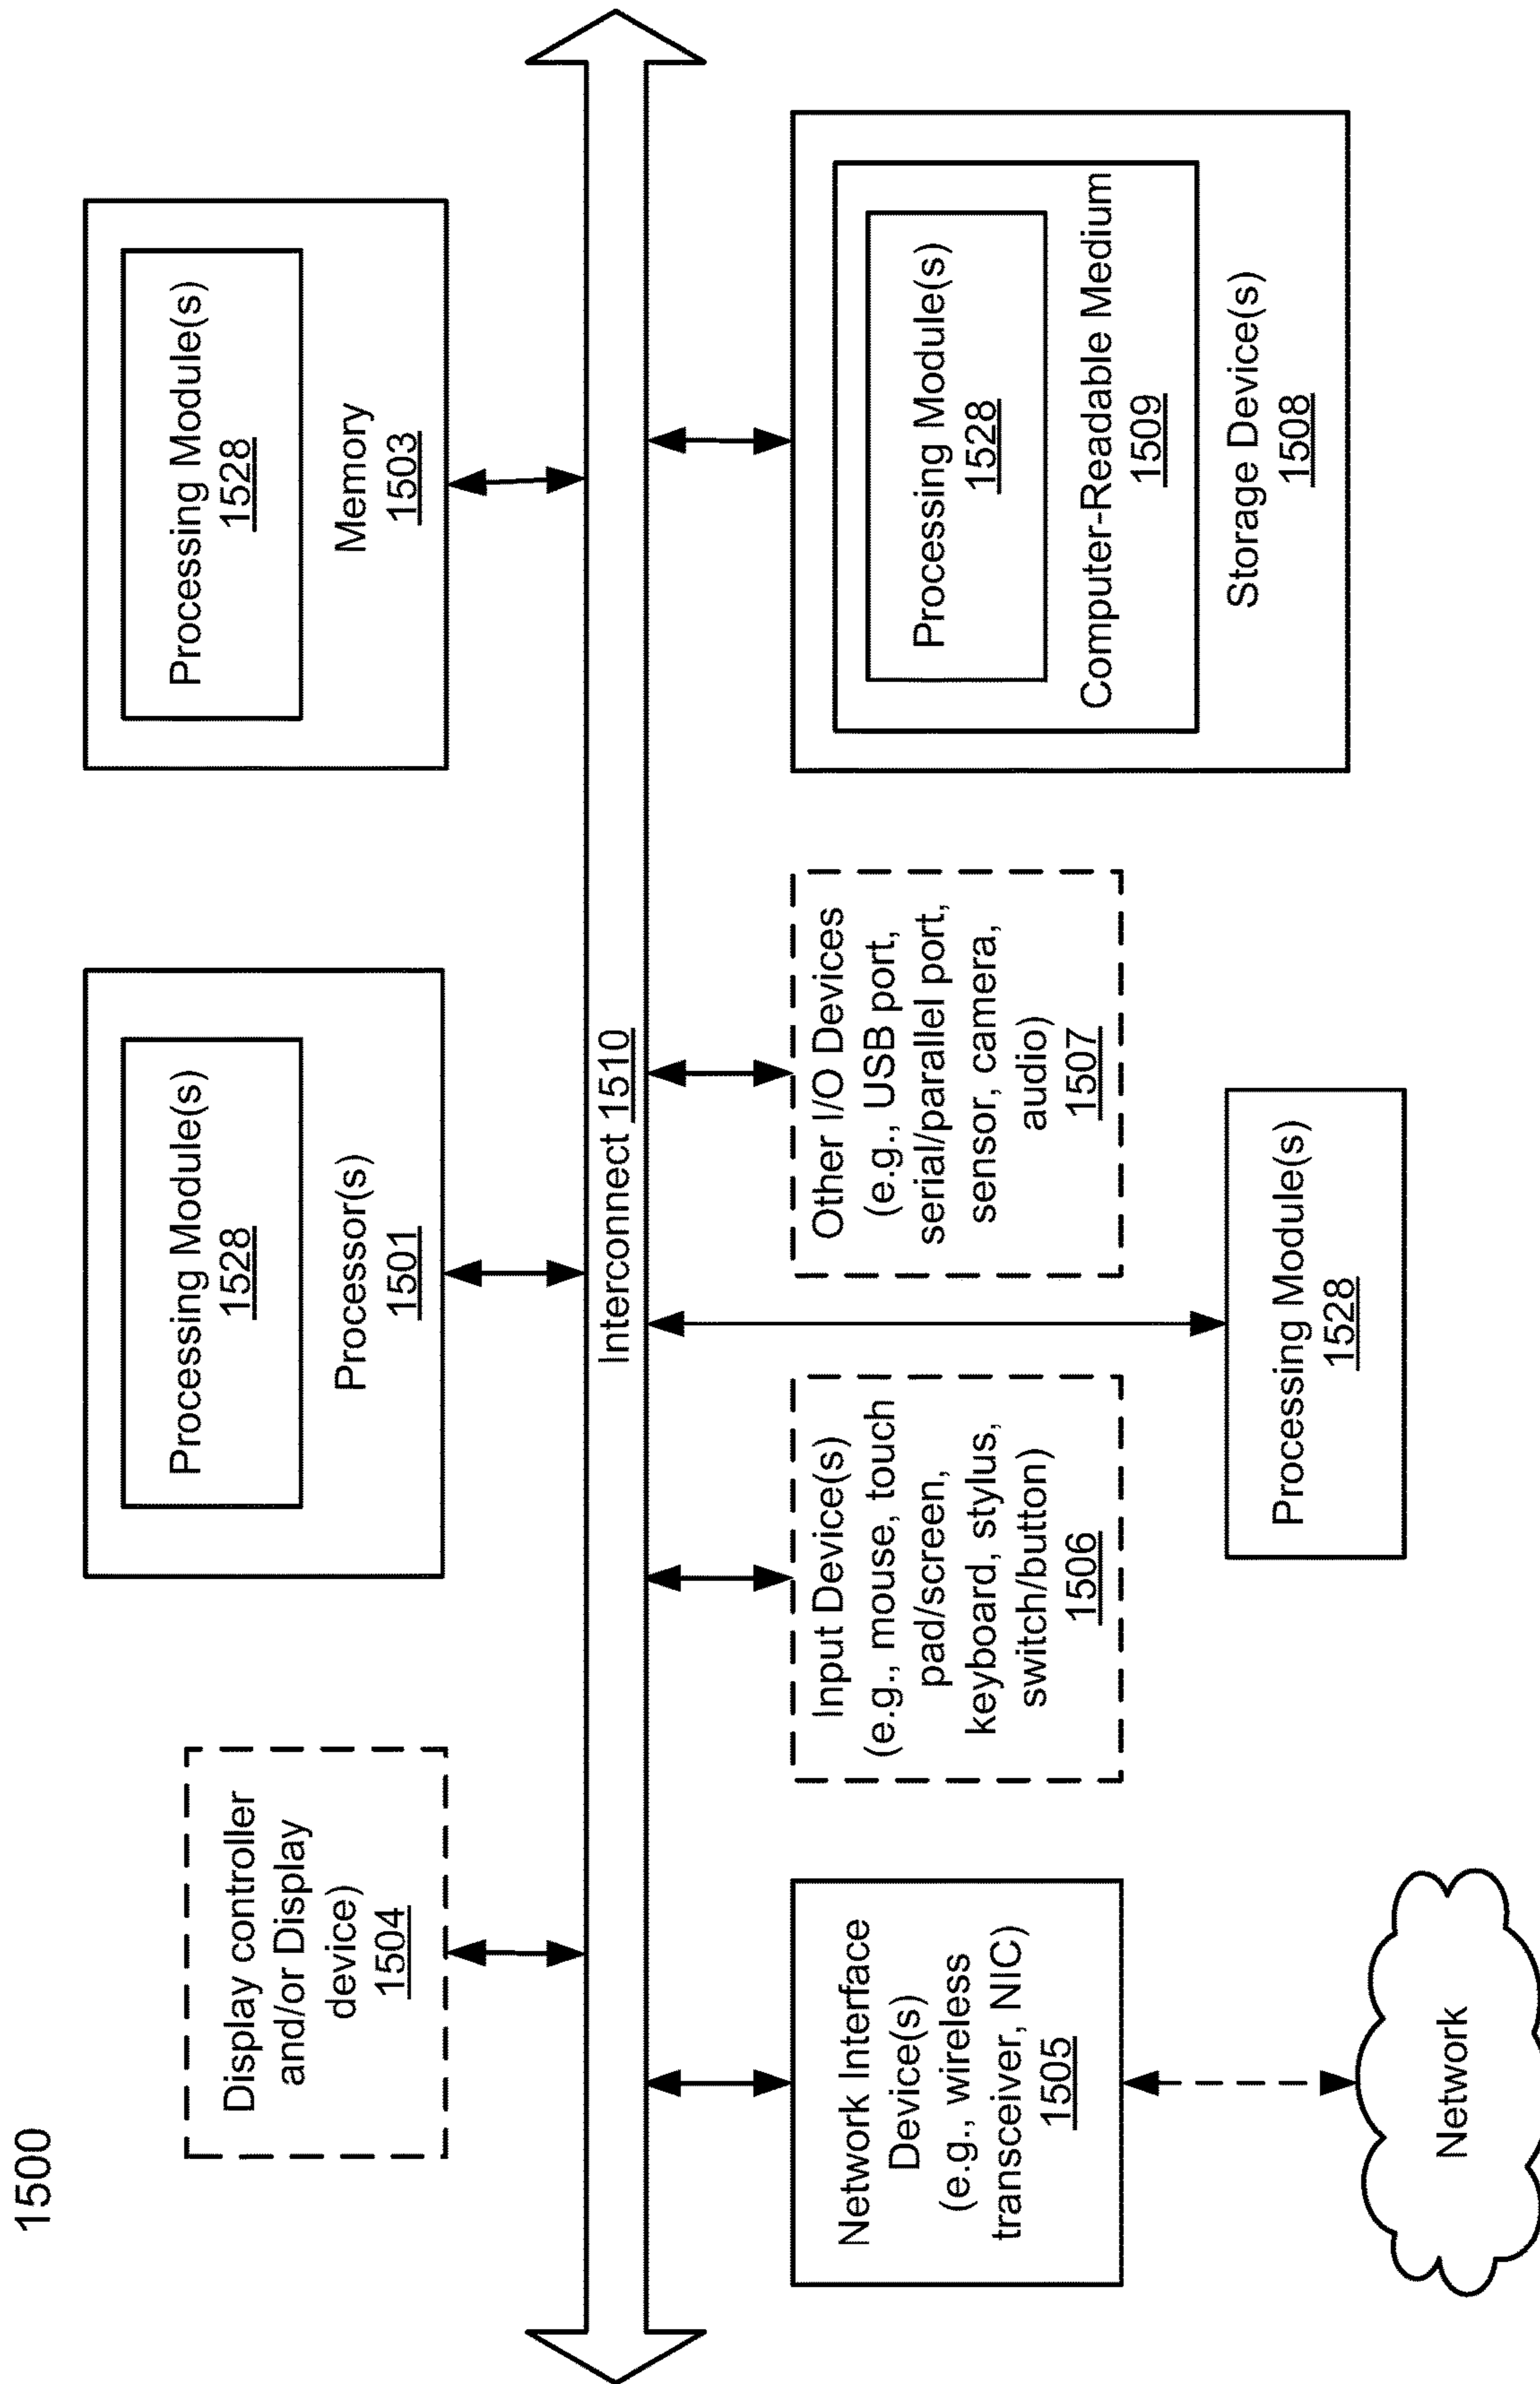 1500
Display controller
and/or Display
device)
1504
Processing Module(s)
1528
Processor(s)
1501
Processing Module(s)
1528
Memory
1503
Interconnect 1510
Network Interface
Device(s)
(e.g., wireless
transceiver, NIC)
1505
Input Device(s)
(e.g., mouse, touch
pad/screen,
keyboard, stylus,
switch/button)
1506
Other I/O Devices
(e.g., USB port,
serial/parallel port,
sensor, camera,
audio)
1507
Processing Module(s)
1528
Computer-Readable Medium
1509
Storage Device(s)
1508
Processing Module(s)
1528
Network